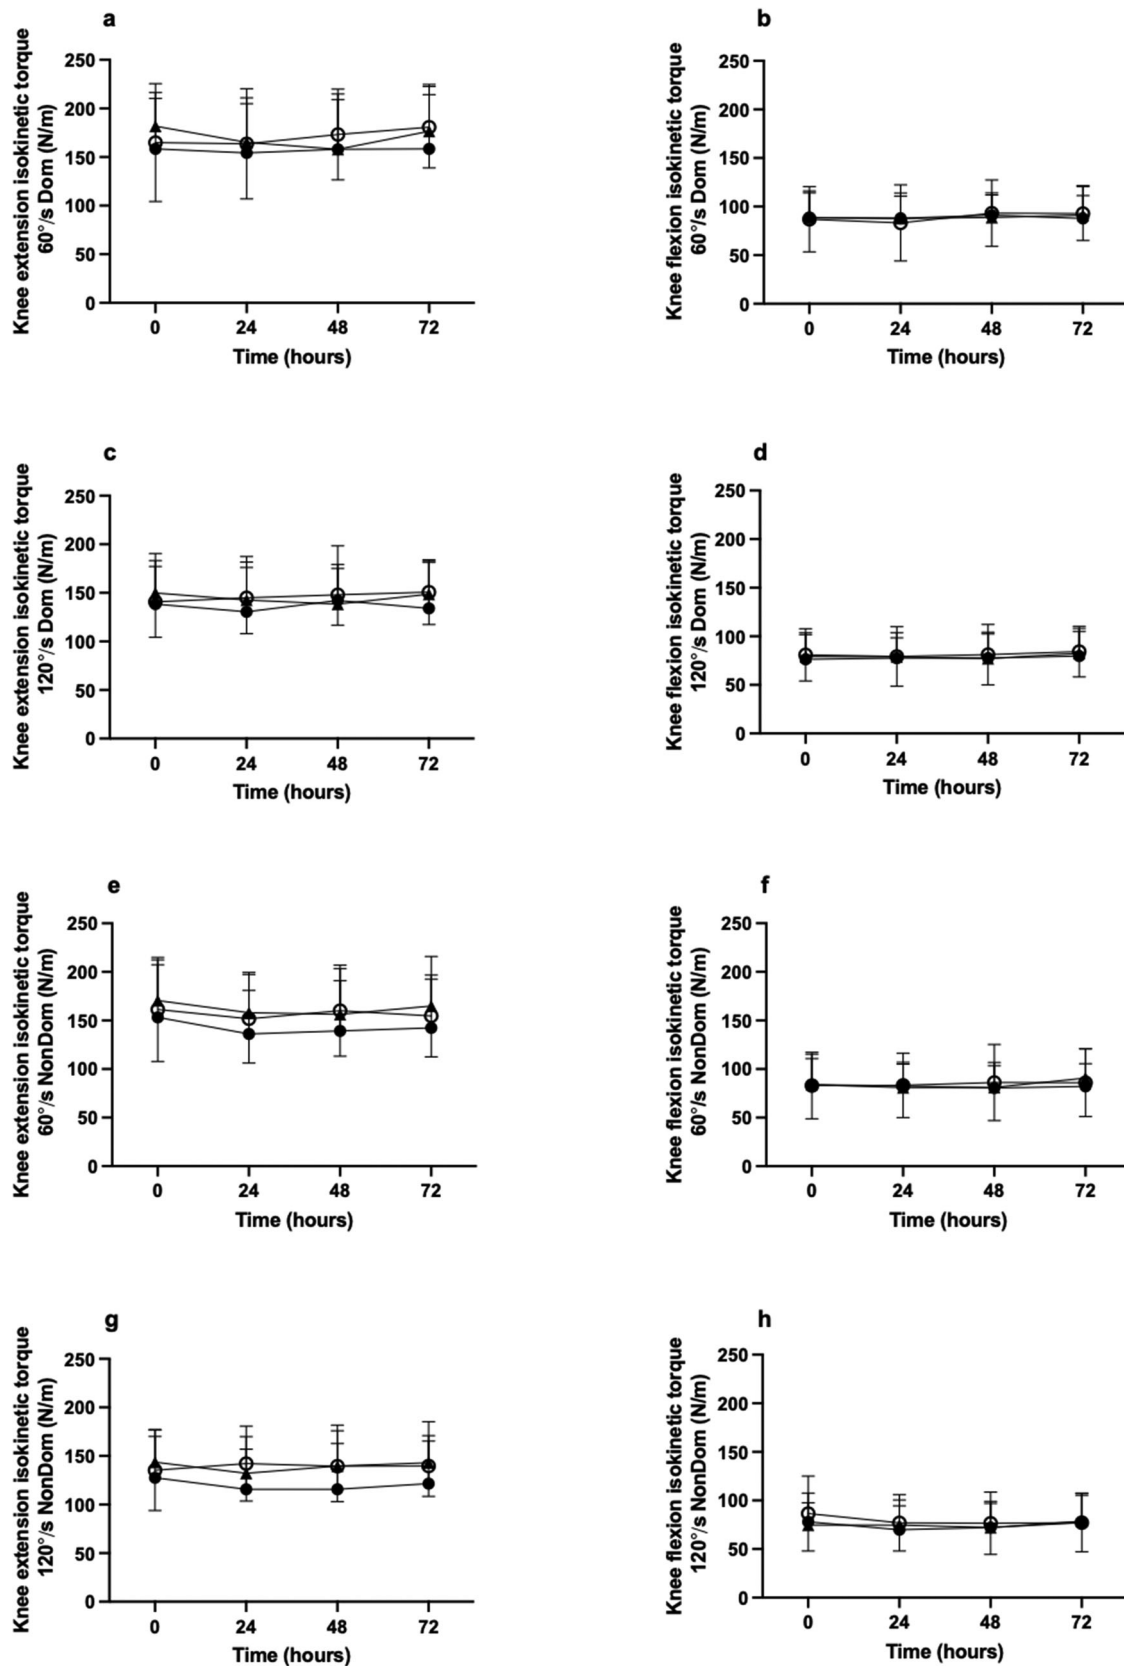 a
Knee extension isokinetic torque
60°/s Dom (N/m)
250
200
150
100
50
0
0 24 48 72
Time (hours)
b
Knee flexion isokinetic torque
60°/s Dom (N/m)
250
200
150
100
50
0
0 24 48 72
Time (hours)
c
Knee extension isokinetic torque
120°/s Dom (N/m)
250
200
150
100
50
0
0 24 48 72
Time (hours)
d
Knee flexion isokinetic torque
120°/s Dom (N/m)
250
200
150
100
50
0
0 24 48 72
Time (hours)
e
Knee extension isokinetic torque
60°/s NonDom (N/m)
250
200
150
100
50
0
0 24 48 72
Time (hours)
f
Knee flexion isokinetic torque
60°/s NonDom (N/m)
250
200
150
100
50
0
0 24 48 72
Time (hours)
g
Knee extension isokinetic torque
120°/s NonDom (N/m)
250
200
150
100
50
0
0 24 48 72
Time (hours)
h
Knee flexion isokinetic torque
120°/s NonDom (N/m)
250
200
150
100
50
0
0 24 48 72
Time (hours)